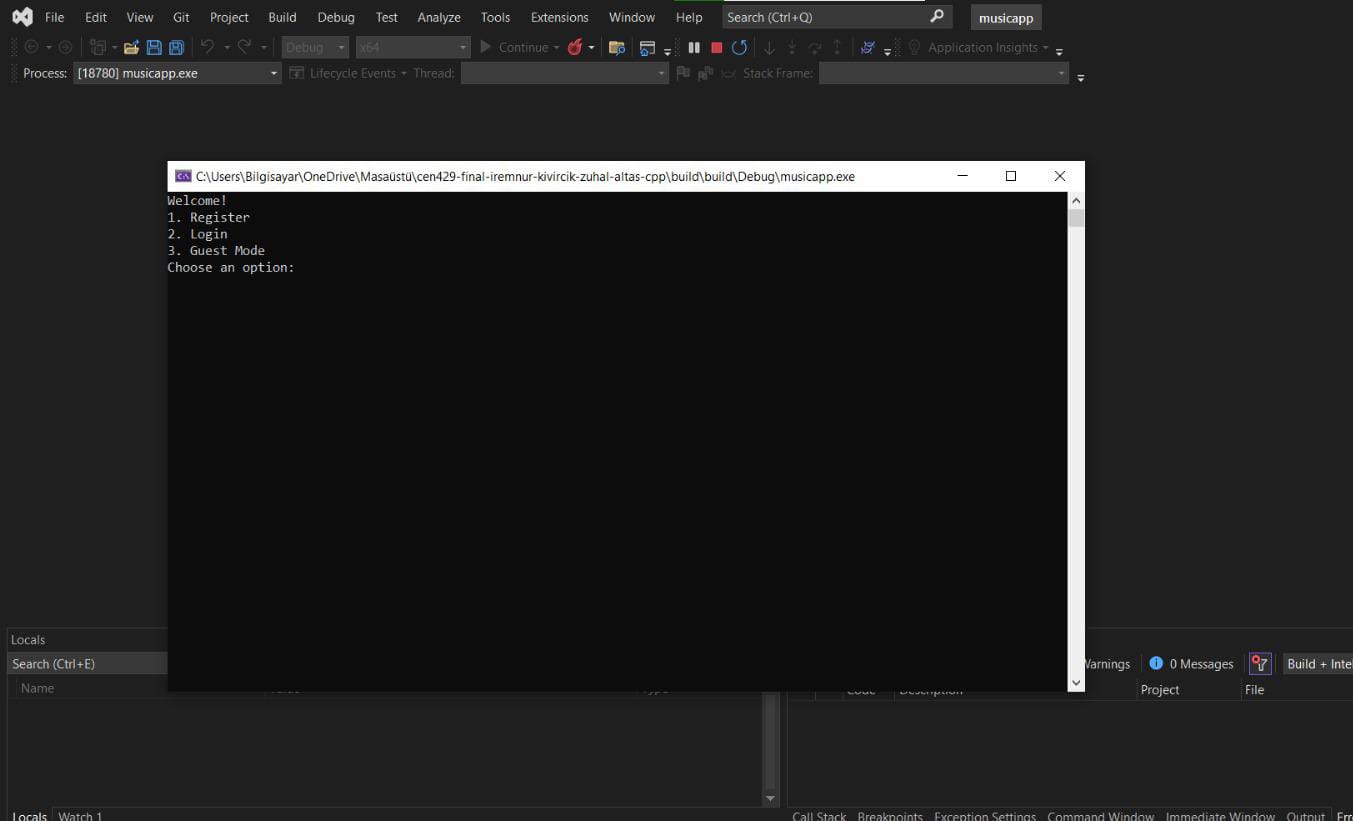 File Edit View Git Project Build Debug Test Analyze Tools Extensions Window Help Search (Ctrl+Q) musicapp
Debug x64 Continue Application Insights
Process: [18780] musicapp.exe Lifecycle Events Thread: Stack Frame:
C:\Users\Bilgisayar\OneDrive\Masaüstü\cen429-final-iremnur-kivircik-zuhal-altas-cpp\build\build\Debug\musicapp.exe
Welcome!
1. Register
2. Login
3. Guest Mode
Choose an option:
Locals
Search (Ctrl+E) Warnings 0 Messages Build + Inte
Name Value Type Code Description Project File
Locals Watch 1 Call Stack Breakpoints Exception Settings Command Window Immediate Window Output Err